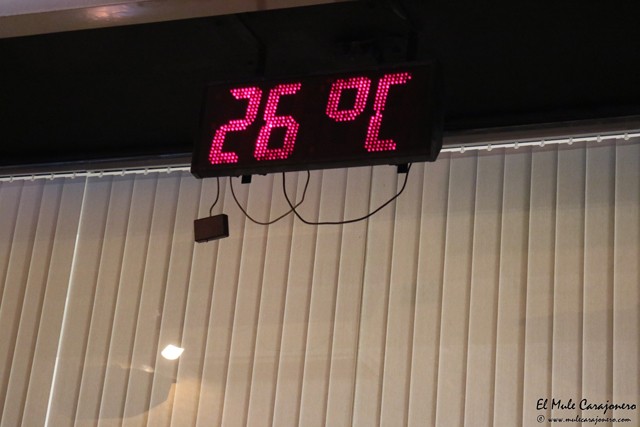 26 ºC
El Mule Carajonero
© www.mulecarajonero.com